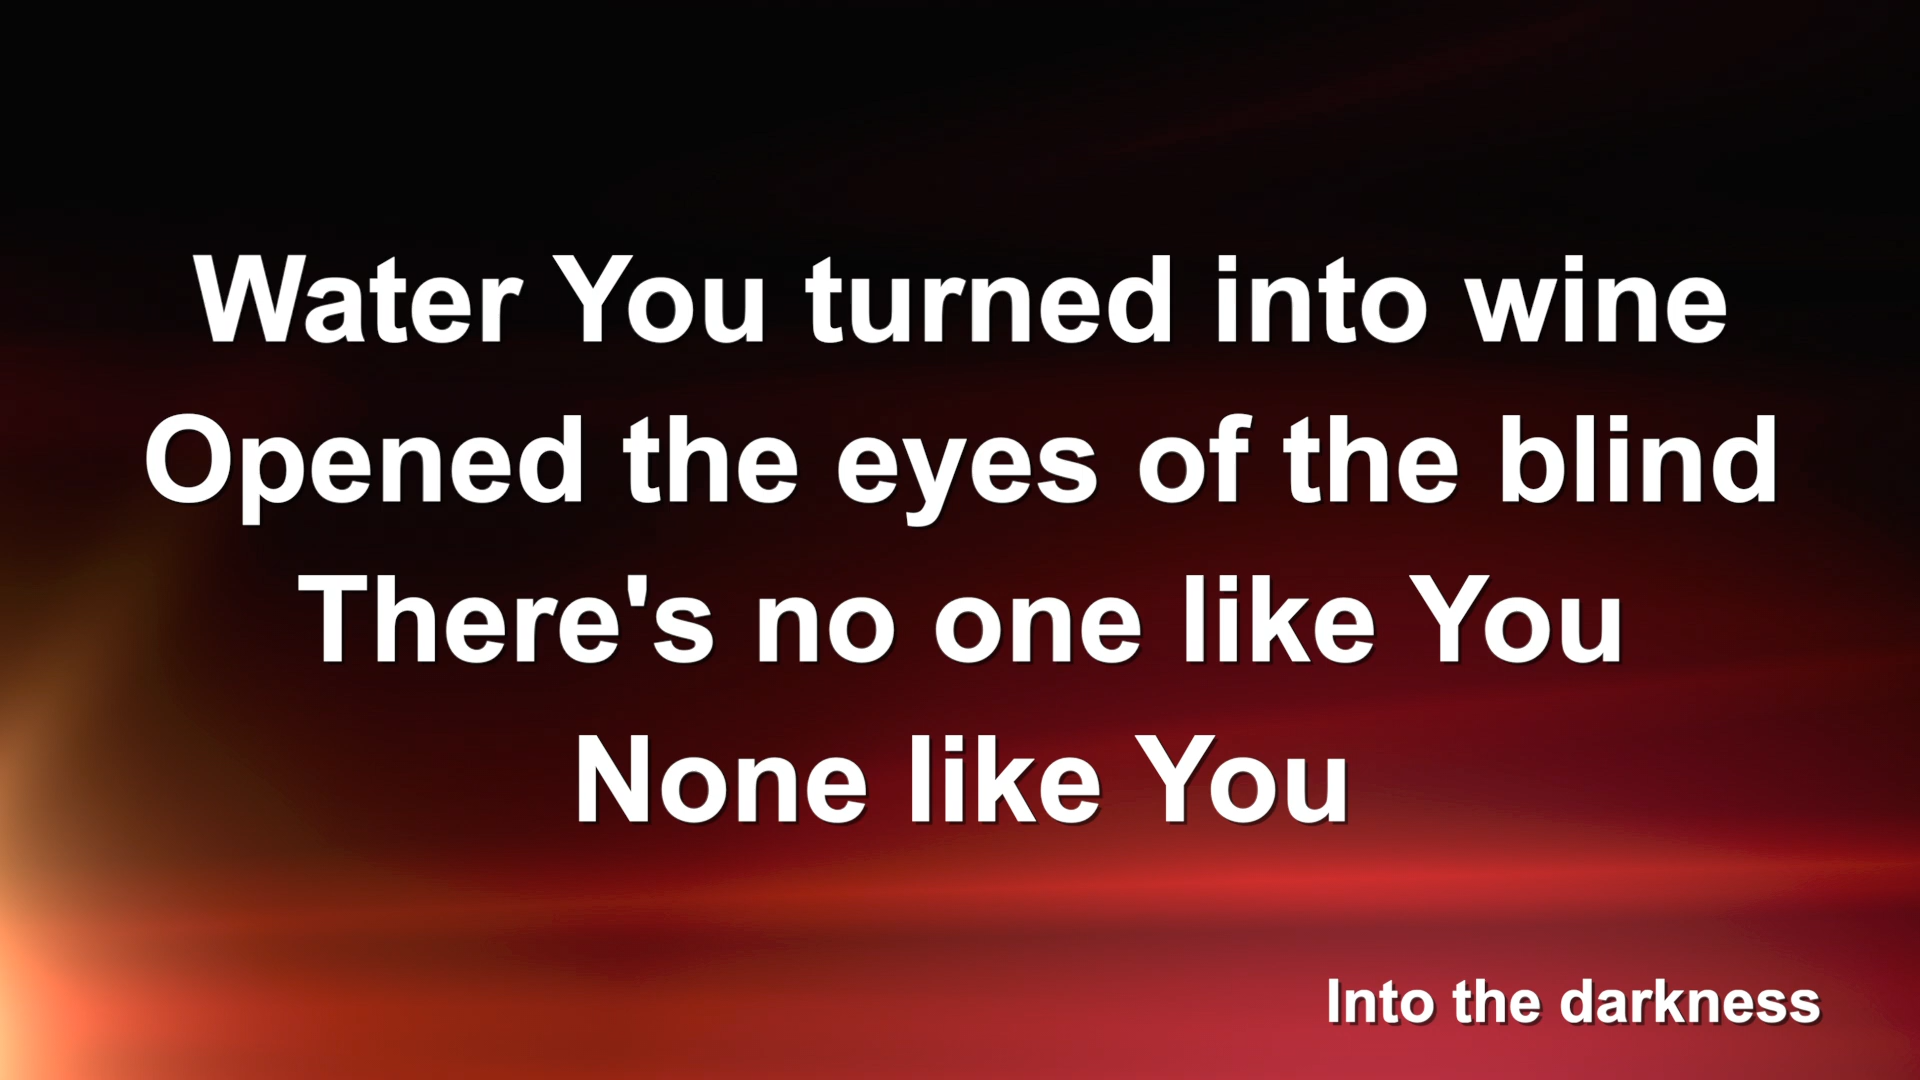 Water You turned into wine
Opened the eyes of the blind
There's no one like You
None like You
Into the darkness